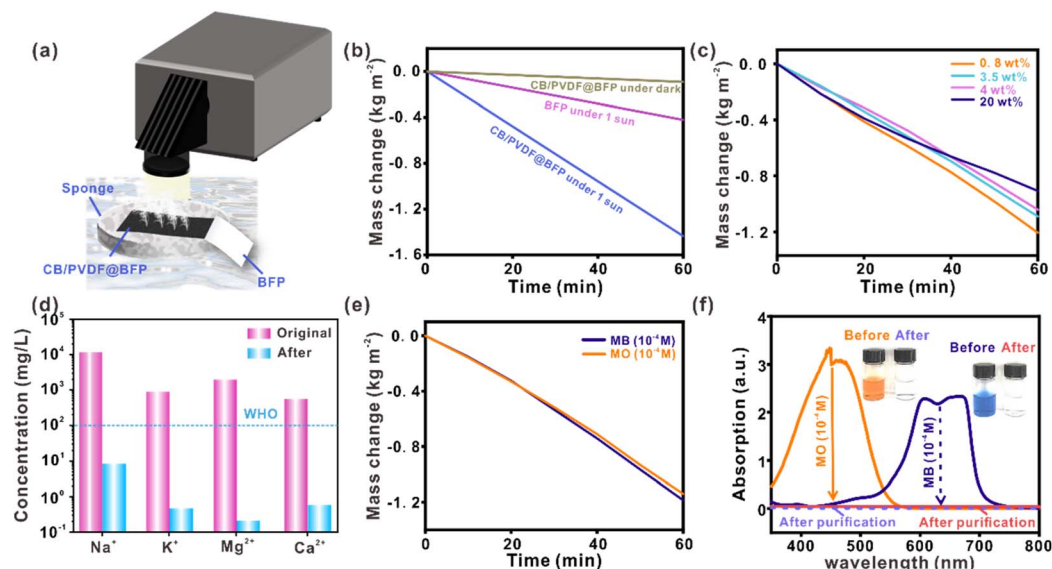 (a)
Sponge
CB/PVDF@BFP
BFP
(b)
Mass change (kg m⁻²)
0.0
-0.4
-0.8
-1.2
-1.6
CB/PVDF@BFP under dark
BFP under 1 sun
CB/PVDF@BFP under 1 sun
0 20 40 60
Time (min)
(c)
Mass change (kg m⁻²)
0. 0
-0.4
-0.8
-1.2
0. 8 wt%
3.5 wt%
4 wt%
20 wt%
0 20 40 60
Time (min)
(d)
Concentration (mg/L)
10⁵
10⁴
10³
10²
10¹
10⁰
10⁻¹
Original
After
WHO
Na⁺ K⁺ Mg²⁺ Ca²⁺
(e)
Mass change (kg m⁻²)
0.0
-0.4
-0.8
-1.2
MB (10⁻⁴M)
MO (10⁻⁴M)
0 20 40 60
Time (min)
(f)
Absorption (a.u.)
4
3
2
1
0
Before After
Before After
MO (10⁻⁴M)
MB (10⁻⁴M)
After purification
After purification
400 500 600 700 800
wavelength (nm)